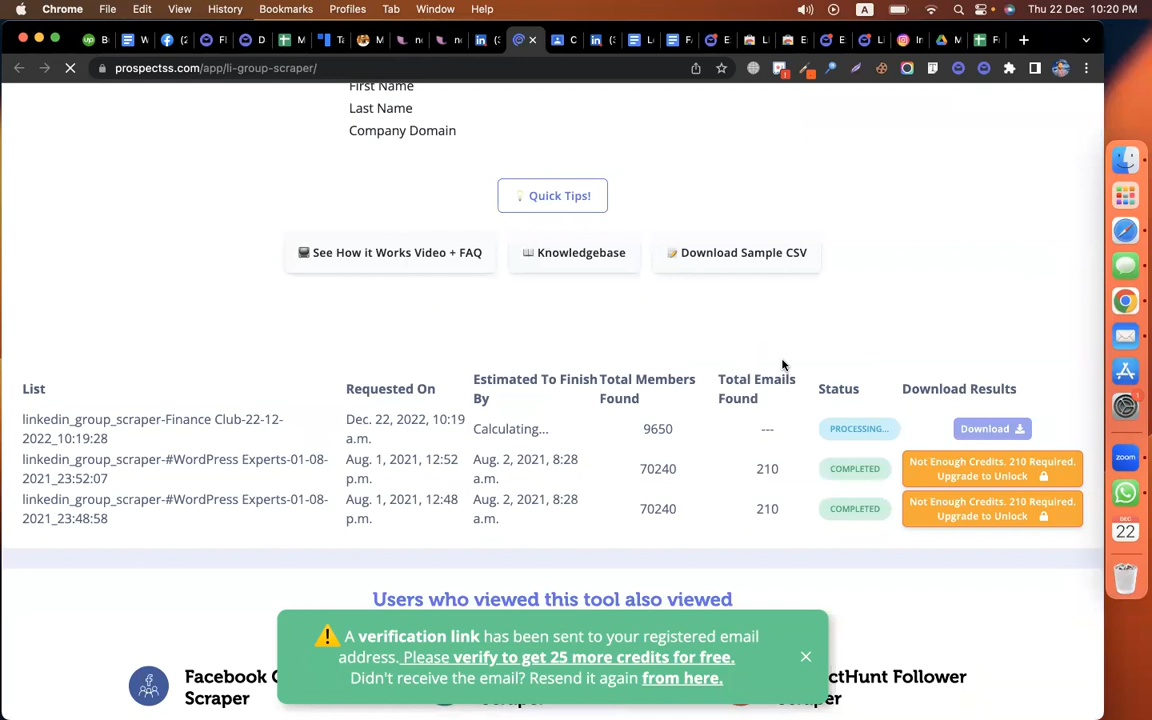 Chrome File Edit View History Bookmarks Profiles Tab Window Help A Thu 22 Dec 10:20 PM
prospectss.com/app/li-group-scraper/
First Name
Last Name
Company Domain
Quick Tips!
See How it Works Video + FAQ Knowledgebase Download Sample CSV
List Requested On Estimated To Finish By Total Members Found Total Emails Found Status Download Results
linkedin_group_scraper-Finance Club-22-12-
2022_10:19:28
Dec. 22, 2022, 10:19
a.m.
Calculating...
9650
---
PROCESSING...
Download
linkedin_group_scraper-#WordPress Experts-01-08-
2021_23:52:07
Aug. 1, 2021, 12:52
p.m.
Aug. 2, 2021, 8:28
a.m.
70240
210
COMPLETED
Not Enough Credits. 210 Required.
Upgrade to Unlock
linkedin_group_scraper-#WordPress Experts-01-08-
2021_23:48:58
Aug. 1, 2021, 12:48
p.m.
Aug. 2, 2021, 8:28
a.m.
70240
210
COMPLETED
Not Enough Credits. 210 Required.
Upgrade to Unlock
Users who viewed this tool also viewed
A verification link has been sent to your registered email
address. Please verify to get 25 more credits for free.
Didn't receive the email? Resend it again from here.
Facebook
Scraper
Follower
zoom
DEC
22